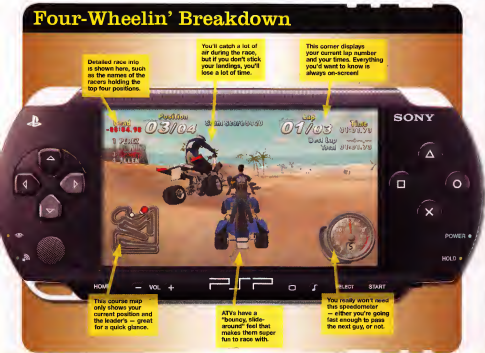 Four-Wheelin' Breakdown
Detailed race info
is shown here, such
as the names of the
racers holding the
top four positions.
You'll catch a lot of
air during the race,
but if you don't stick
your landings, you'll
lose a lot of time.
This corner displays
your current lap number
and your times. Everything
you'd want to know is
always on-screen!
Position
03/04
Lap
01/03
Time
Best Lap
Total
SONY
POWER
HOLD
HOME
VOL
PSP
SELECT
START
This course map
only shows your
current position and
the leader's — great
for a quick glance.
ATVs have a
"bouncy, slide-
around" feel that
makes them super
fun to race with.
You really won't need
this speedometer
— either you're going
fast enough to pass
the next guy, or not.